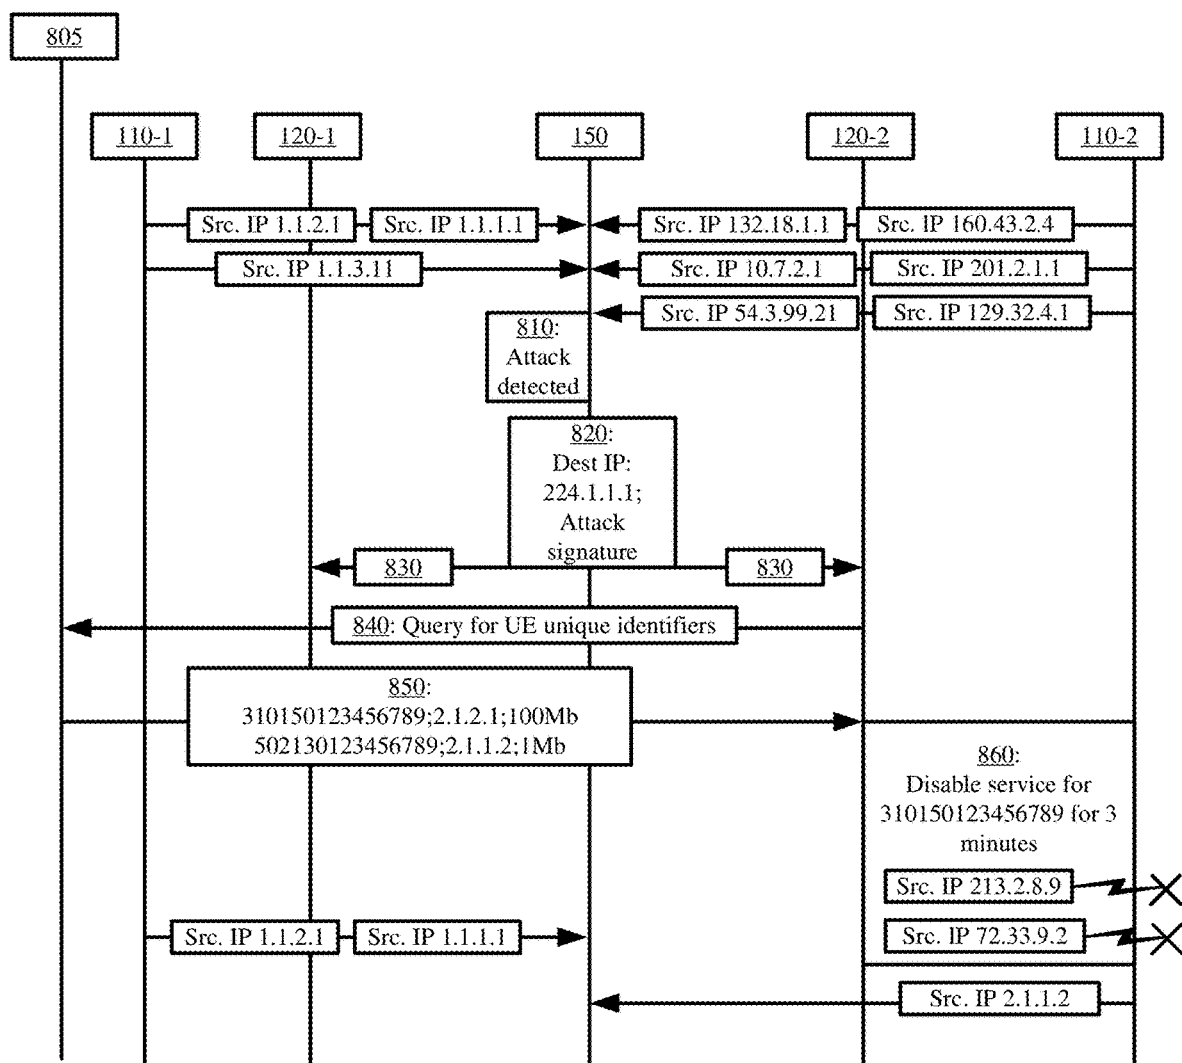 805
110-1
120-1
150
120-2
110-2
Src. IP 1.1.2.1
Src. IP 1.1.1.1
Src. IP 132.18.1.1
Src. IP 160.43.2.4
Src. IP 1.1.3.11
Src. IP 10.7.2.1
Src. IP 201.2.1.1
Src. IP 54.3.99.21
Src. IP 129.32.4.1
810:
Attack
detected
820:
Dest IP:
224.1.1.1;
Attack
signature
830
830
840: Query for UE unique identifiers
850:
310150123456789;2.1.2.1;100Mb
502130123456789;2.1.1.2;1Mb
860:
Disable service for
310150123456789 for 3
minutes
Src. IP 213.2.8.9
Src. IP 1.1.2.1
Src. IP 1.1.1.1
Src. IP 72.33.9.2
Src. IP 2.1.1.2